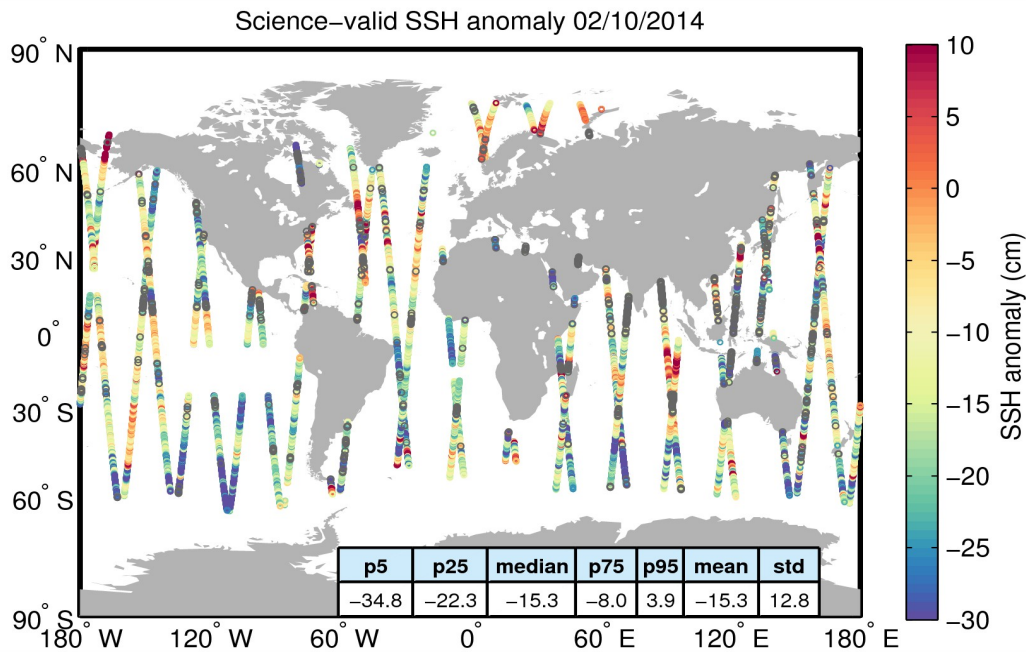 Science−valid SSH anomaly 02/10/2014
90° N
60° N
30° N
0°
30° S
60° S
90° S
180° W
120° W
60° W
0°
60° E
120° E
180° E
p5 p25 median p75 p95 mean std
−34.8 −22.3 −15.3 −8.0 3.9 −15.3 12.8
10
5
0
−5
−10
−15
−20
−25
−30
SSH anomaly (cm)